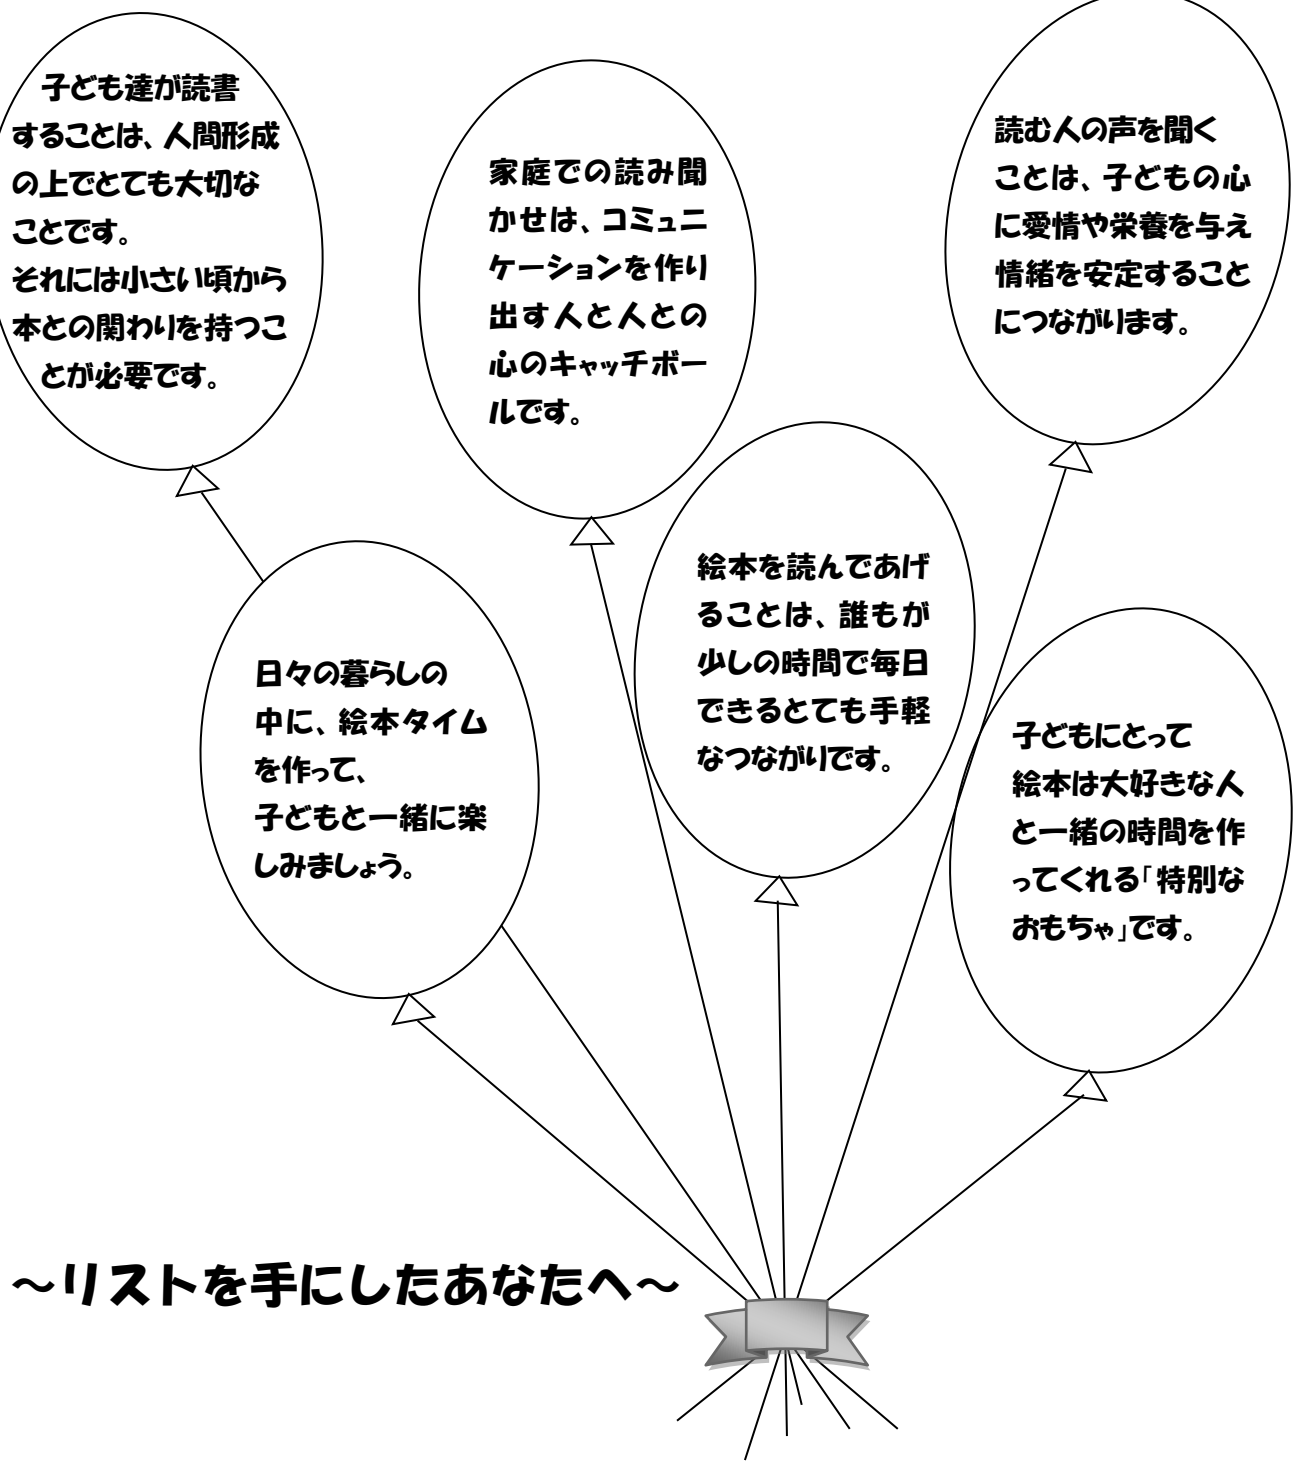 子ども達が読書
することは、人間形成
の上でとても大切な
ことです。
それには小さい頃から
本との関わりを持つこ
とが必要です。
家庭での読み聞
かせは、コミュニ
ケーションを作り
出す人と人との
心のキャッチボー
ルです。
読む人の声を聞く
ことは、子どもの心
に愛情や栄養を与え
情緒を安定すること
につながります。
絵本を読んであげ
ることは、誰もが
少しの時間で毎日
できるとても手軽
なつながりです。
日々の暮らしの
中に、絵本タイム
を作って、
子どもと一緒に楽
しみましょう。
子どもにとって
絵本は大好きな人
と一緒の時間を作
ってくれる「特別な
おもちゃ」です。
～リストを手にしたあなたへ～